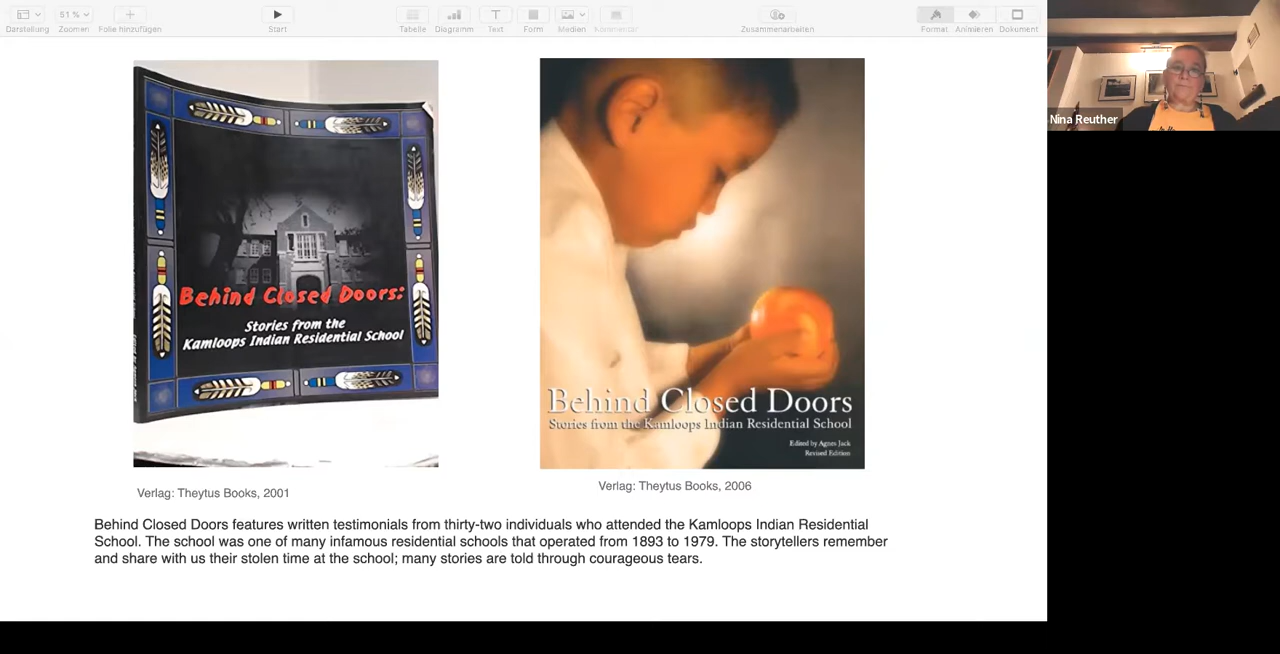 Darstellung
51 %
Zoomen
Folie hinzufügen
Start
Tabelle
Diagramm
Text
Form
Medien
Kommentar
Zusammenarbeiten
Format
Animieren
Dokument
Nina Reuther
Behind Closed Doors:
Stories from the
Kamloops Indian Residential School
Behind Closed Doors
Stories from the Kamloops Indian Residential School
Edited by Agnes Jack
Revised Edition
Verlag: Theytus Books, 2001
Verlag: Theytus Books, 2006
Behind Closed Doors features written testimonials from thirty-two individuals who attended the Kamloops Indian Residential
School. The school was one of many infamous residential schools that operated from 1893 to 1979. The storytellers remember
and share with us their stolen time at the school; many stories are told through courageous tears.